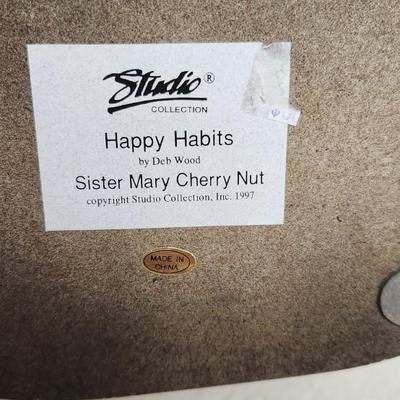 Studio®
COLLECTION
Happy Habits
by Deb Wood
Sister Mary Cherry Nut
copyright Studio Collection, Inc. 1997
MADE IN
CHINA